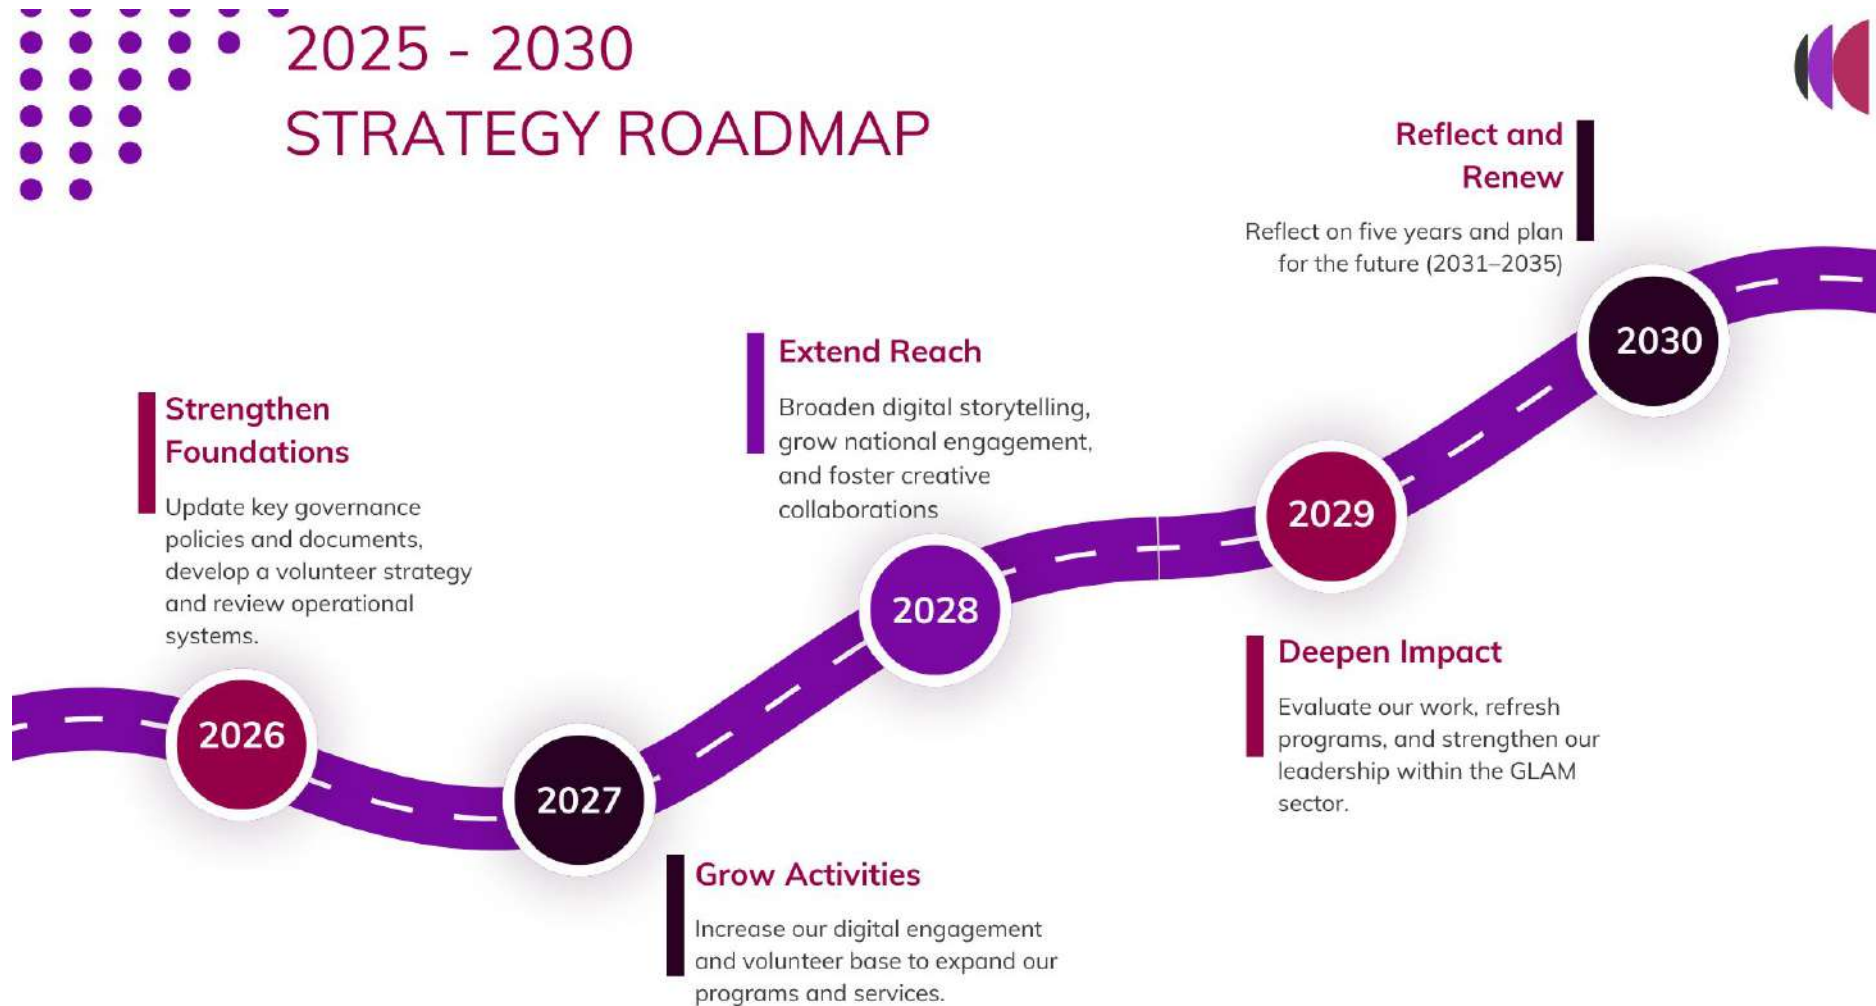 2025 - 2030
STRATEGY ROADMAP
Strengthen
Foundations
Update key governance
policies and documents,
develop a volunteer strategy
and review operational
systems.
2026
2027
Grow Activities
Increase our digital engagement
and volunteer base to expand our
programs and services.
Extend Reach
Broaden digital storytelling,
grow national engagement,
and foster creative
collaborations
2028
2029
Deepen Impact
Evaluate our work, refresh
programs, and strengthen our
leadership within the GLAM
sector.
Reflect and
Renew
Reflect on five years and plan
for the future (2031–2035)
2030